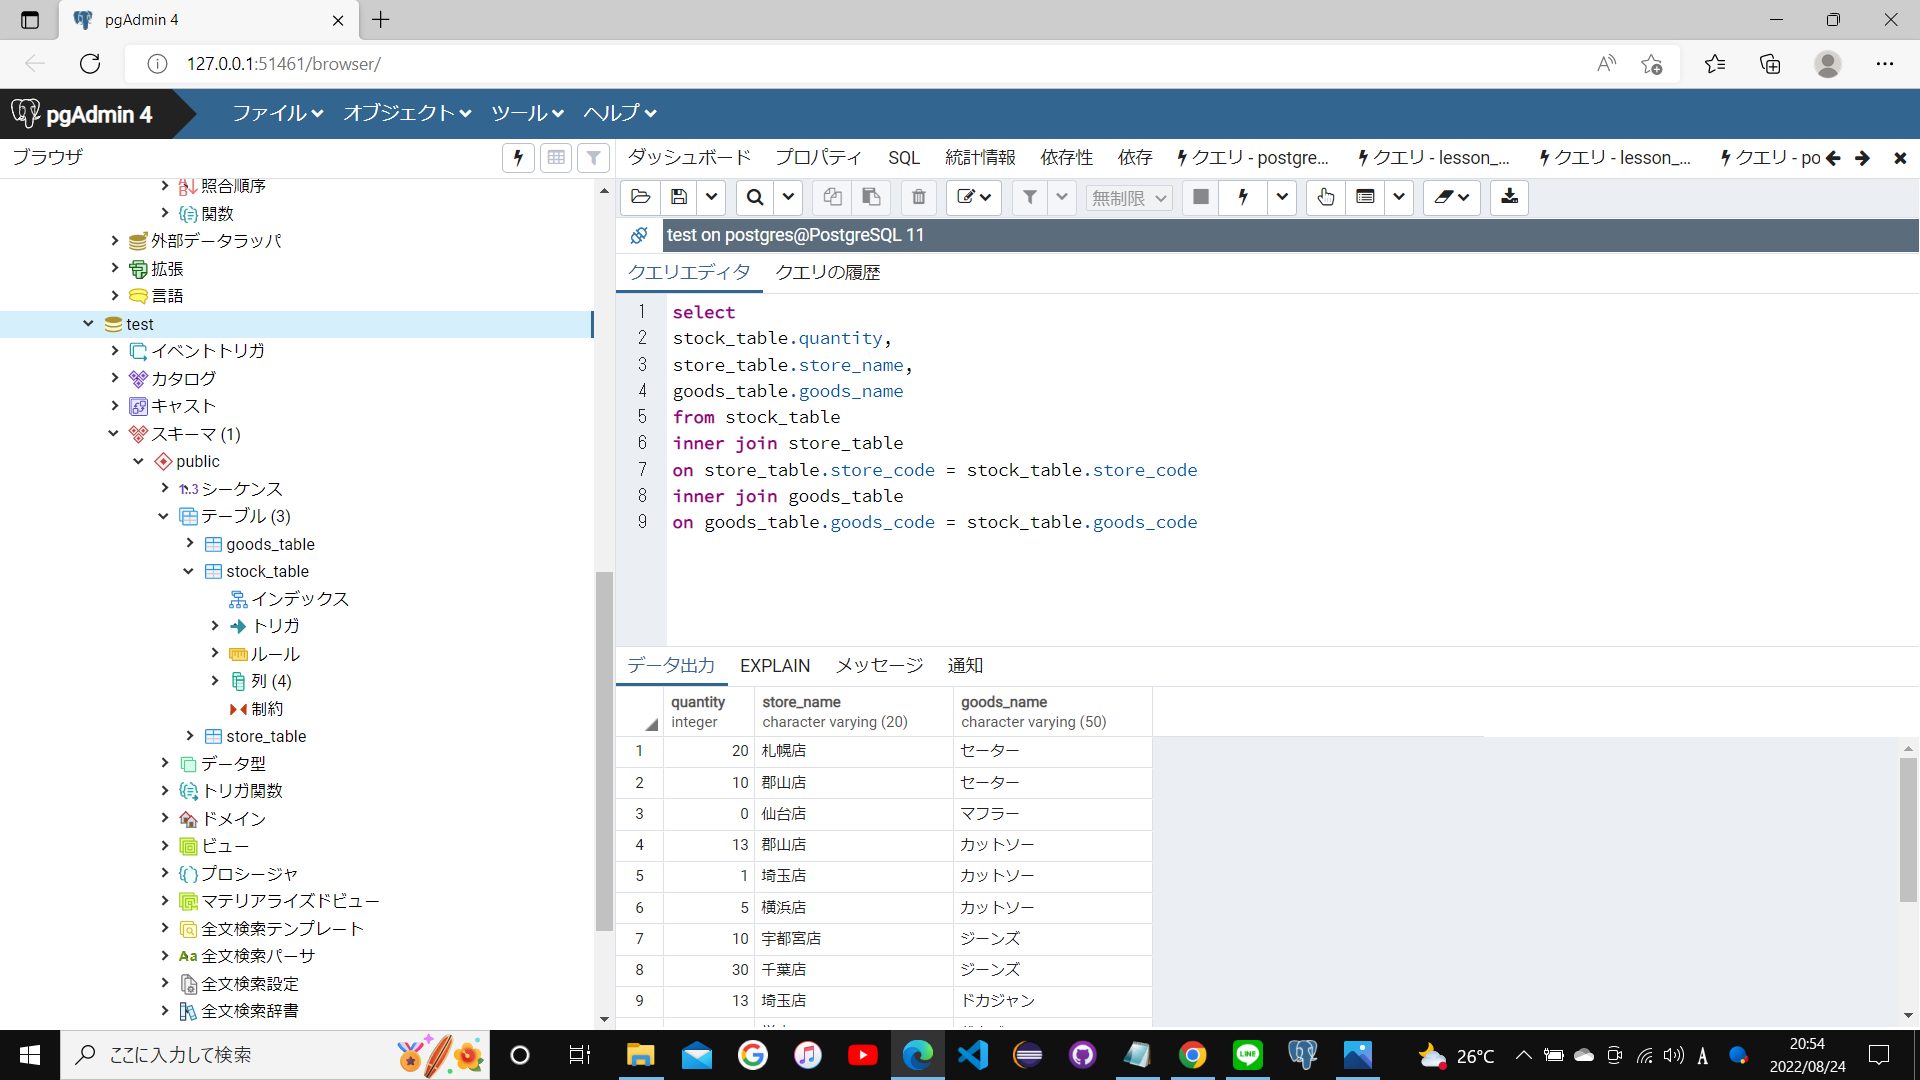 pgAdmin 4
127.0.0.1:51461/browser/
pgAdmin 4
ファイル オブジェクト ツール ヘルプ
ブラウザ
照合順序
関数
外部データラッパ
拡張
言語
test
イベントトリガ
カタログ
キャスト
スキーマ (1)
public
1..3 シーケンス
テーブル (3)
goods_table
stock_table
インデックス
トリガ
ルール
列 (4)
制約
store_table
データ型
トリガ関数
ドメイン
ビュー
プロシージャ
マテリアライズドビュー
全文検索テンプレート
Aa 全文検索パーサ
全文検索設定
全文検索辞書
ダッシュボード プロパティ SQL 統計情報 依存性 依存 クエリ - postgre... クエリ - lesson_... クエリ - lesson_... クエリ - po
無制限
test on postgres@PostgreSQL 11
クエリエディタ クエリの履歴
1 select
2 stock_table.quantity,
3 store_table.store_name,
4 goods_table.goods_name
5 from stock_table
6 inner join store_table
7 on store_table.store_code = stock_table.store_code
8 inner join goods_table
9 on goods_table.goods_code = stock_table.goods_code
データ出力 EXPLAIN メッセージ 通知
quantity store_name goods_name
integer character varying (20) character varying (50)
1 20 札幌店 セーター
2 10 郡山店 セーター
3 0 仙台店 マフラー
4 13 郡山店 カットソー
5 1 埼玉店 カットソー
6 5 横浜店 カットソー
7 10 宇都宮店 ジーンズ
8 30 千葉店 ジーンズ
9 13 埼玉店 ドカジャン
ここに入力して検索
LINE
26°C
A
20:54
2022/08/24